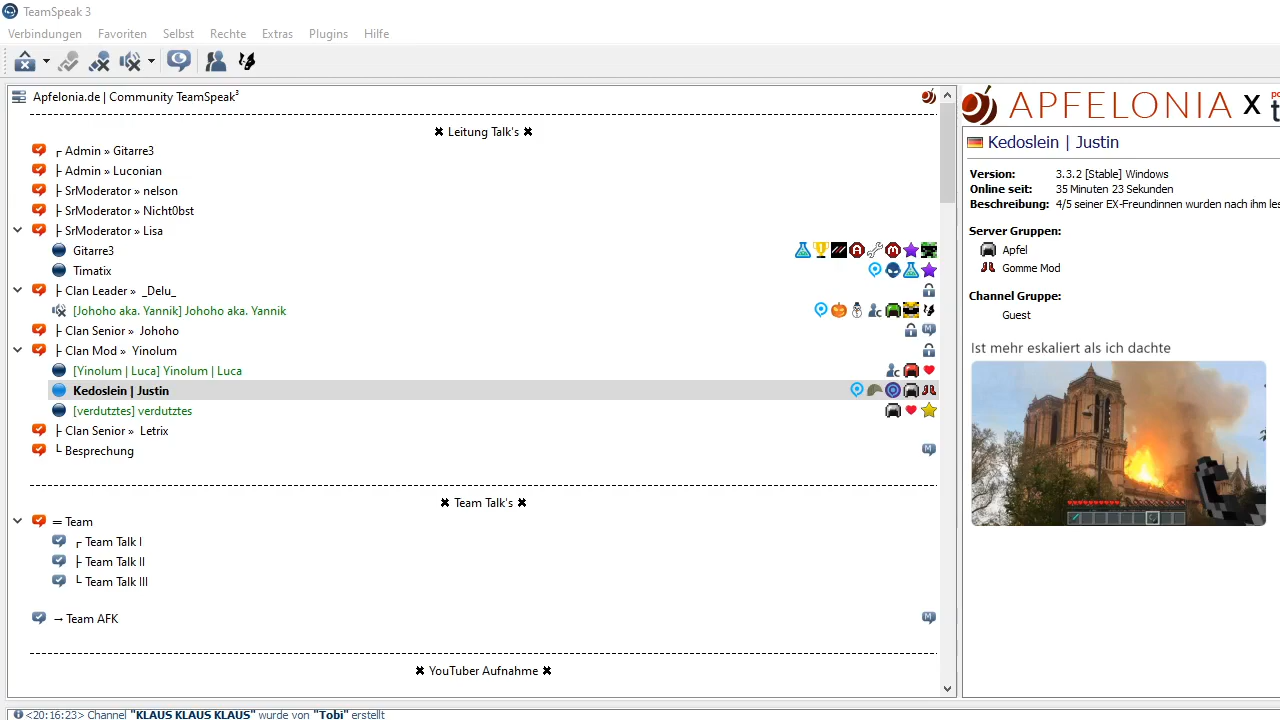 TeamSpeak 3
Verbindungen Favoriten Selbst Rechte Extras Plugins Hilfe
Apfelonia.de | Community TeamSpeak³
✖ Leitung Talk's ✖
┌ Admin » Gitarre3
├ Admin » Luconian
├ SrModerator » nelson
├ SrModerator » Nicht0bst
├ SrModerator » Lisa
Gitarre3
Timatix
├ Clan Leader » _Delu_
[Johoho aka. Yannik] Johoho aka. Yannik
├ Clan Senior » Johoho
├ Clan Mod » Yinolum
[Yinolum | Luca] Yinolum | Luca
Kedoslein | Justin
[verdutztes] verdutztes
├ Clan Senior » Letrix
└ Besprechung
✖ Team Talk's ✖
═ Team
┌ Team Talk I
├ Team Talk II
└ Team Talk III
→ Team AFK
✖ YouTuber Aufnahme ✖
<20:16:23> Channel "KLAUS KLAUS KLAUS" wurde von "Tobi" erstellt
APFELONIA X
Kedoslein | Justin
Version: 3.3.2 [Stable] Windows
Online seit: 35 Minuten 23 Sekunden
Beschreibung: 4/5 seiner EX-Freundinnen wurden nach ihm les
Server Gruppen:
Apfel
Gomme Mod
Channel Gruppe:
Guest
Ist mehr eskaliert als ich dachte